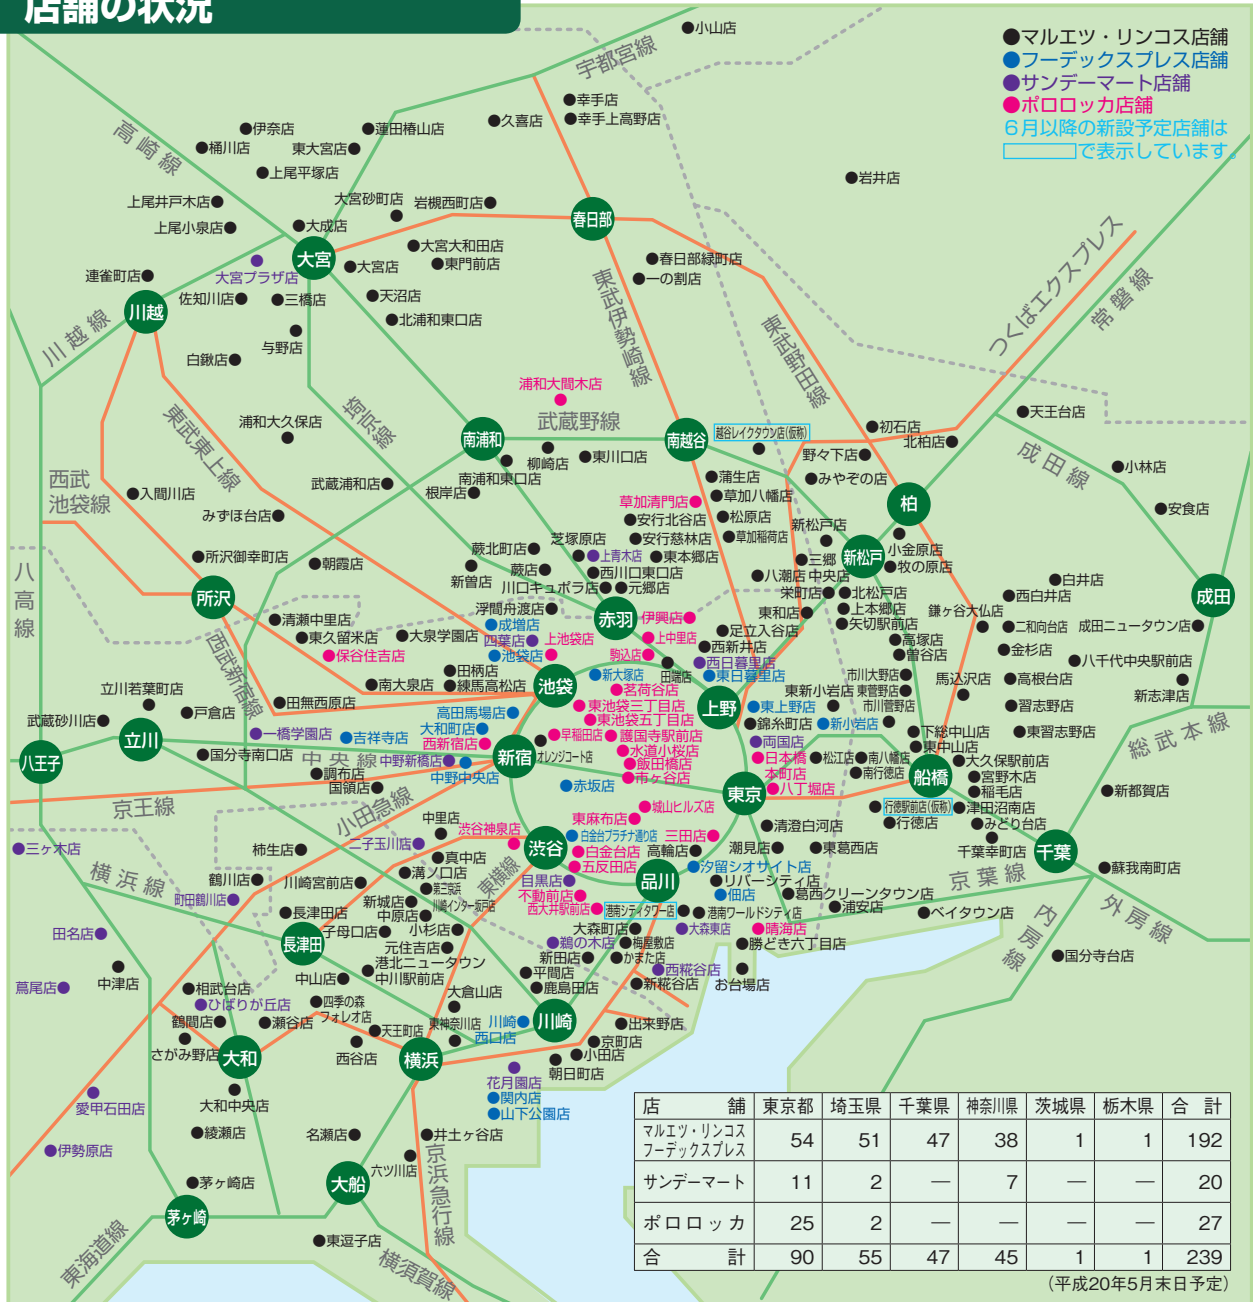 店舗の状況
●マルエツ・リンコス店舗
●フーデックスプレス店舗
●サンデーマート店舗
●ポロロッカ店舗
6月以降の新設予定店舗は
で表示しています。
小山店
宇都宮線
幸手店
幸手上高野店
久喜店
伊奈店
蓮田椿山店
桶川店
東大宮店
高崎線
上尾平塚店
岩井店
上尾井戸木店
大宮砂町店
岩槻西町店
春日部
上尾小泉店
大成店
大宮
大宮大和田店
東門前店
大宮店
大宮プラザ店
春日部緑町店
一の割店
連雀町店
川越
佐知川店
三橋店
天沼店
北浦和東口店
与野店
白鍬店
川越線
東武伊勢崎線
東武野田線
つくばエクスプレス
常磐線
浦和大間木店
武蔵野線
浦和大久保店
埼京線
東武東上線
南浦和
南越谷
越谷レイクタウン店(仮称)
初石店
北柏店
天王台店
野々下店
成田線
小林店
柳崎店
東川口店
南浦和東口店
みやぞの店
蒲生店
西武
池袋線
入間川店
武蔵浦和店
根岸店
草加清門店
草加八幡店
柏
安食店
みずほ台店
安行北谷店
松原店
新松戸店
安行慈林店
草加稲荷店
芝塚原店
新松戸
小金原店
牧の原店
所沢御幸町店
朝霞店
蕨北町店
上青木店
東本郷店
三郷
中央店
八潮店
新曽店
蕨店
西川口東口店
川口キュポラ店
元郷店
栄町店
北松戸店
白井店
西白井店
成田
八高線
所沢
浮間舟渡店
赤羽
伊興店
東和店
上本郷店
矢切駅前店
鎌ヶ谷大仏店
二和向台店
成田ニュータウン店
清瀬中里店
成増店
四葉店
上池袋店
上中里店
足立入谷店
高塚店
曽谷店
金杉店
東久留米店
大泉学園店
保谷住吉店
池袋店
駒込店
西新井店
西日暮里店
八千代中央駅前店
西武新宿線
田柄店
練馬高松店
南大泉店
池袋
新大塚店
田端店
東日暮里店
市川大野店
東菅野店
市川菅野店
馬込沢店
高根台店
新志津店
立川若葉町店
戸倉店
田無西原店
茗荷谷店
東池袋三丁目店
東池袋五丁目店
上野
東上野店
東新小岩店
習志野店
武蔵砂川店
立川
一橋学園店
吉祥寺店
高田馬場店
大和町店
西新宿店
早稲田店
護国寺駅前店
錦糸町店
新小岩店
下総中山店
東中山店
東習志野店
総武本線
八王子
国分寺南口店
中央線
中野新橋店
中野中央店
新宿
オレンジコート店
水道小桜店
飯田橋店
市ヶ谷店
両国店
日本橋
本町店
松江店
南八幡店
南行徳店
船橋
大久保駅前店
宮野木店
稲毛店
調布店
国領店
京王線
小田急線
赤坂店
東京
八丁堀店
行徳駅前店(仮称)
行徳店
津田沼南店
みどり台店
新都賀店
城山ヒルズ店
東麻布店
中里店
渋谷神泉店
二子玉川店
渋谷
白金台プラチナ通り店
三田店
清澄白河店
潮見店
東葛西店
千葉幸町店
千葉
三ヶ木店
横浜線
柿生店
真中店
東横線
白金台店
高輪店
五反田店
汐留シオサイト店
京葉線
蘇我南町店
鶴川店
川崎宮前店
溝ノ口店
目黒店
品川
リバーシティ店
葛西クリーンタウン店
町田鶴川店
新城店
不動前店
佃店
浦安店
ベイタウン店
西大井駅前店
港南シティタワー店
港南ワールドシティ店
内房線
外房線
長津田店
中原店
小杉店
子母口店
大森町店
大森東店
晴海店
田名店
長津田
元住吉店
鵜の木店
梅屋敷店
勝どき六丁目店
国分寺台店
中津店
中山店
港北ニュータウン
中川駅前店
新田店
かまた店
西糀谷店
お台場店
蔦尾店
相武台店
平間店
鹿島田店
新糀谷店
ひばりが丘店
四季の森
フォレオ店
大倉山店
鶴間店
瀬谷店
天王町店
東神奈川店
川崎
西口店
川崎
出来野店
さがみ野店
大和
西谷店
横浜
京町店
小田店
朝日町店
愛甲石田店
大和中央店
花月園店
関内店
山下公園店
綾瀬店
名瀬店
井土ヶ谷店
伊勢原店
六ツ川店
京浜急行線
茅ヶ崎店
大船
茅ヶ崎
東逗子店
東海道線
横須賀線
店舗 東京都 埼玉県 千葉県 神奈川県 茨城県 栃木県 合計
マルエツ・リンコス
フーデックスプレス 54 51 47 38 1 1 192
サンデーマート 11 2 — 7 — — 20
ポロロッカ 25 2 — — — — 27
合計 90 55 47 45 1 1 239
(平成20年5月末日予定)